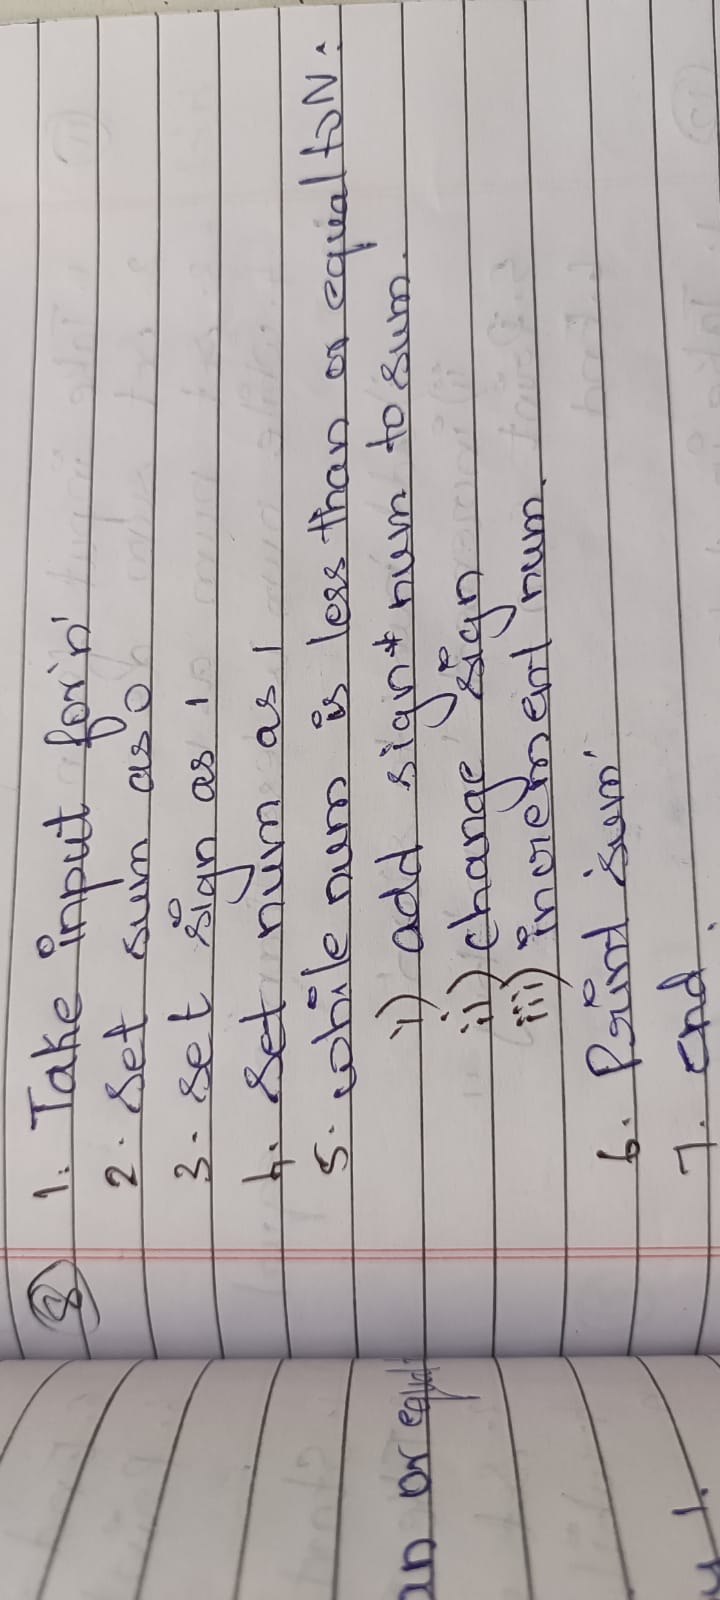 8
1. Take input for 'n'
2. Set sum as 0
3. Set sign as 1
4. Set num as 1
5. while num is less than or equal to N.
i) add sign * num to sum.
ii) change sign
iii) increment num.
6. Print sum
7. end.
an or equal
1.